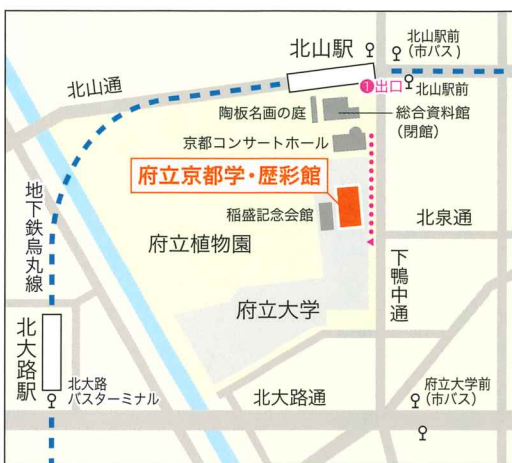 北山駅
北山駅前
(市バス)
北山通
❶出口
北山駅前
陶板名画の庭
総合資料館
(閉館)
京都コンサートホール
府立京都学・歴彩館
地下鉄烏丸線
稲盛記念会館
北泉通
府立植物園
下鴨中通
府立大学
北大路駅
北大路
バスターミナル
北大路通
府立大学前
(市バス)